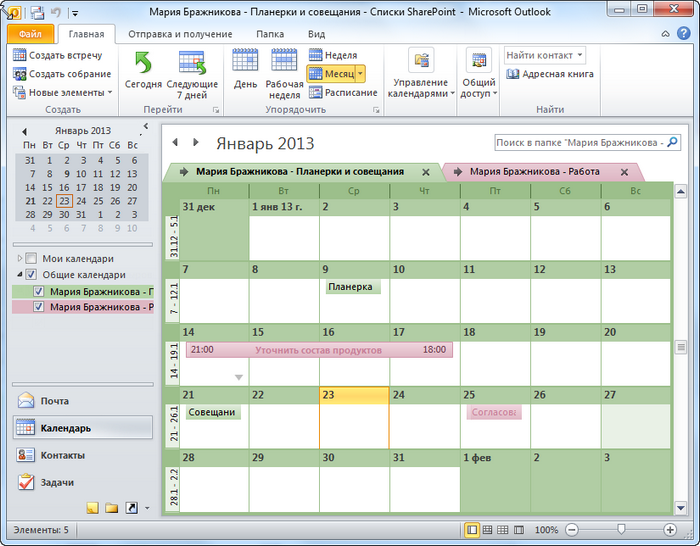 Мария Бражникова - Планерки и совещания - Списки SharePoint - Microsoft Outlook
Файл Главная Отправка и получение Папка Вид
Создать встречу
Создать собрание
Новые элементы
Создать
Сегодня
Следующие 7 дней
Перейти
День
Рабочая неделя
Неделя
Месяц
Расписание
Упорядочить
Управление календарями
Общий доступ
Найти контакт
Адресная книга
Найти
Январь 2013
Пн Вт Ср Чт Пт Сб Вс
31 1 2 3 4 5 6
7 8 9 10 11 12 13
14 15 16 17 18 19 20
21 22 23 24 25 26 27
28 29 30 31 1 2 3
4 5 6 7 8 9 10
Мои календари
Общие календари
Мария Бражникова - П
Мария Бражникова - Р
Почта
Календарь
Контакты
Задачи
Январь 2013
Поиск в папке "Мария Бражникова -
Мария Бражникова - Планерки и совещания
Мария Бражникова - Работа
Пн Вт Ср Чт Пт Сб Вс
31.12 - 5.1
31 дек 1 янв 13 г. 2 3 4 5 6
7 - 12.1
7 8 9 10 11 12 13
Планерка
14 - 19.1
14 15 16 17 18 19 20
21:00 Уточнить состав продуктов 18:00
21 - 26.1
21 22 23 24 25 26 27
Совещани Согласова
28.1 - 2.2
28 29 30 31 1 фев 2 3
Элементы: 5
100%